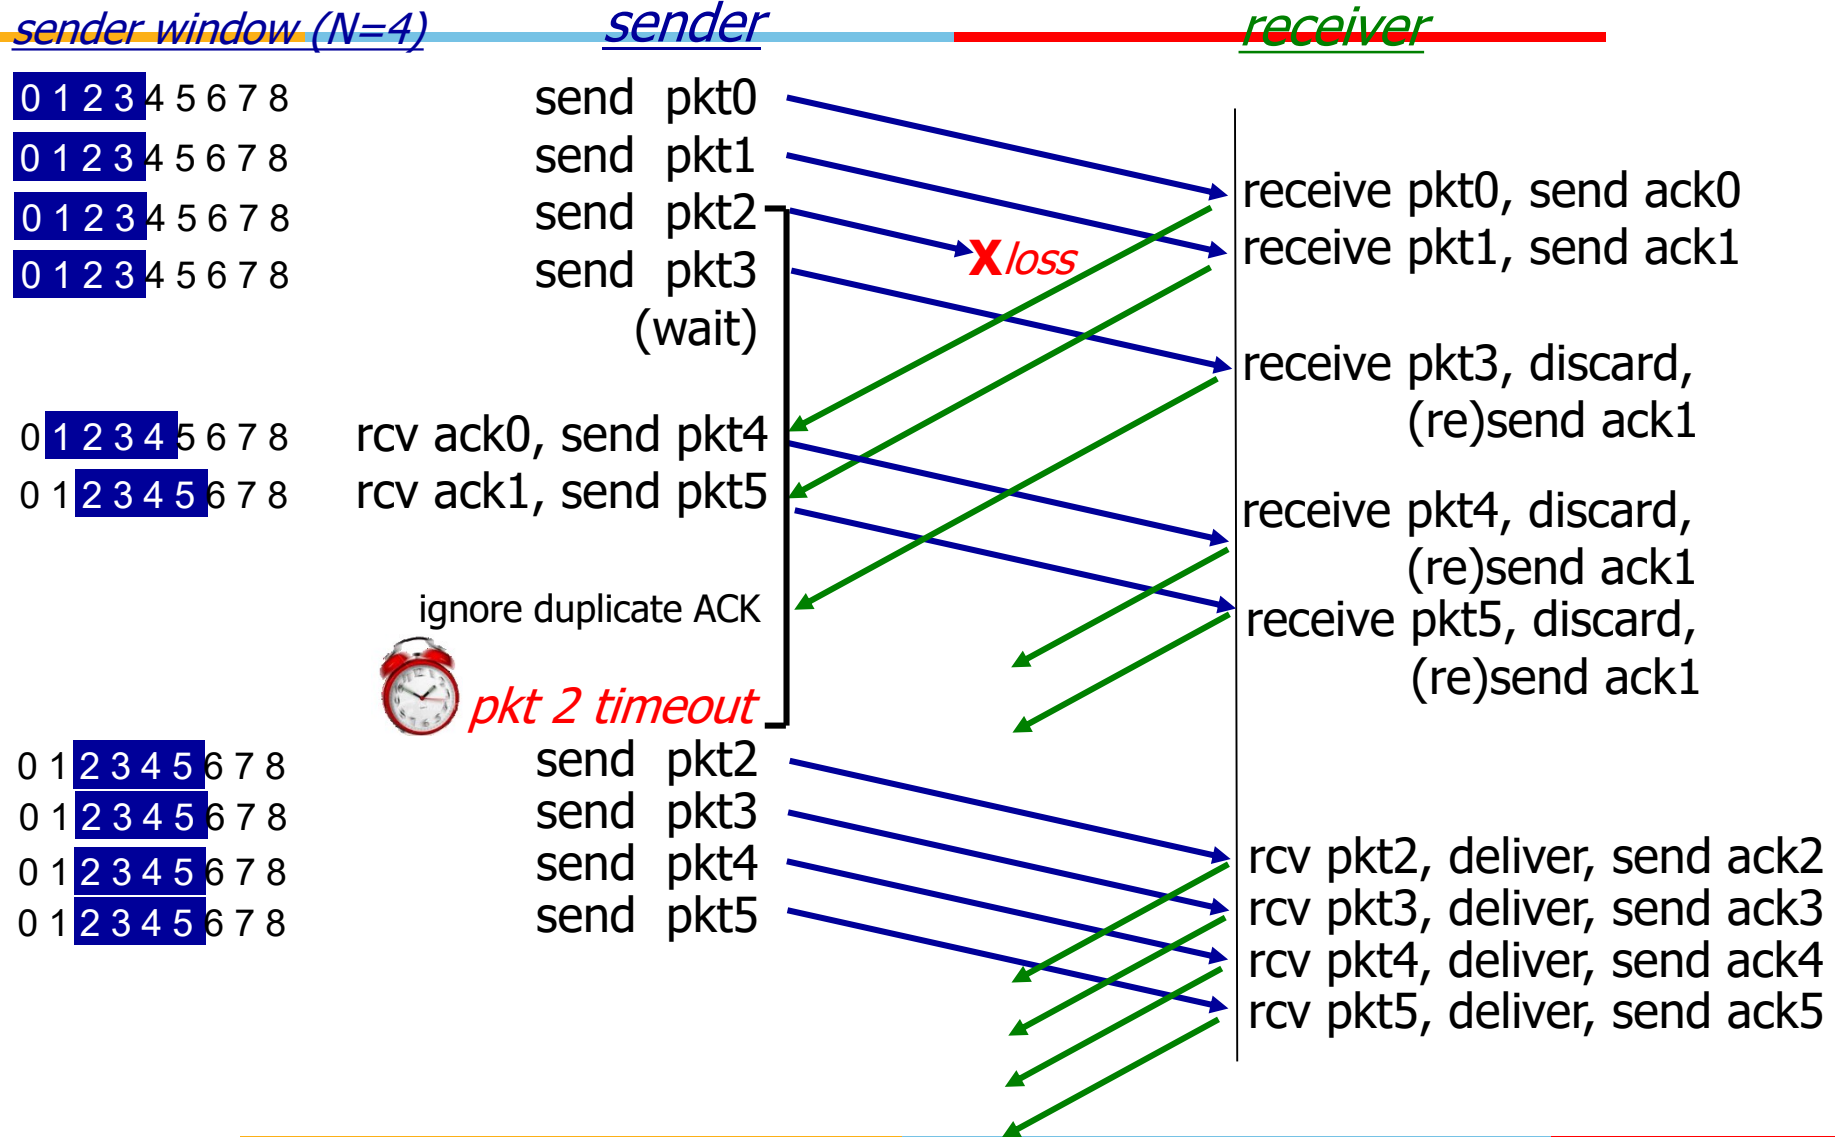 sender window (N=4) sender receiver
0 1 2 3 4 5 6 7 8 send pkt0
0 1 2 3 4 5 6 7 8 send pkt1
receive pkt0, send ack0
0 1 2 3 4 5 6 7 8 send pkt2
receive pkt1, send ack1
X loss
0 1 2 3 4 5 6 7 8 send pkt3
(wait)
receive pkt3, discard,
(re)send ack1
0 1 2 3 4 5 6 7 8 rcv ack0, send pkt4
0 1 2 3 4 5 6 7 8 rcv ack1, send pkt5
receive pkt4, discard,
(re)send ack1
ignore duplicate ACK
receive pkt5, discard,
(re)send ack1
pkt 2 timeout
0 1 2 3 4 5 6 7 8 send pkt2
0 1 2 3 4 5 6 7 8 send pkt3
0 1 2 3 4 5 6 7 8 send pkt4
rcv pkt2, deliver, send ack2
0 1 2 3 4 5 6 7 8 send pkt5
rcv pkt3, deliver, send ack3
rcv pkt4, deliver, send ack4
rcv pkt5, deliver, send ack5